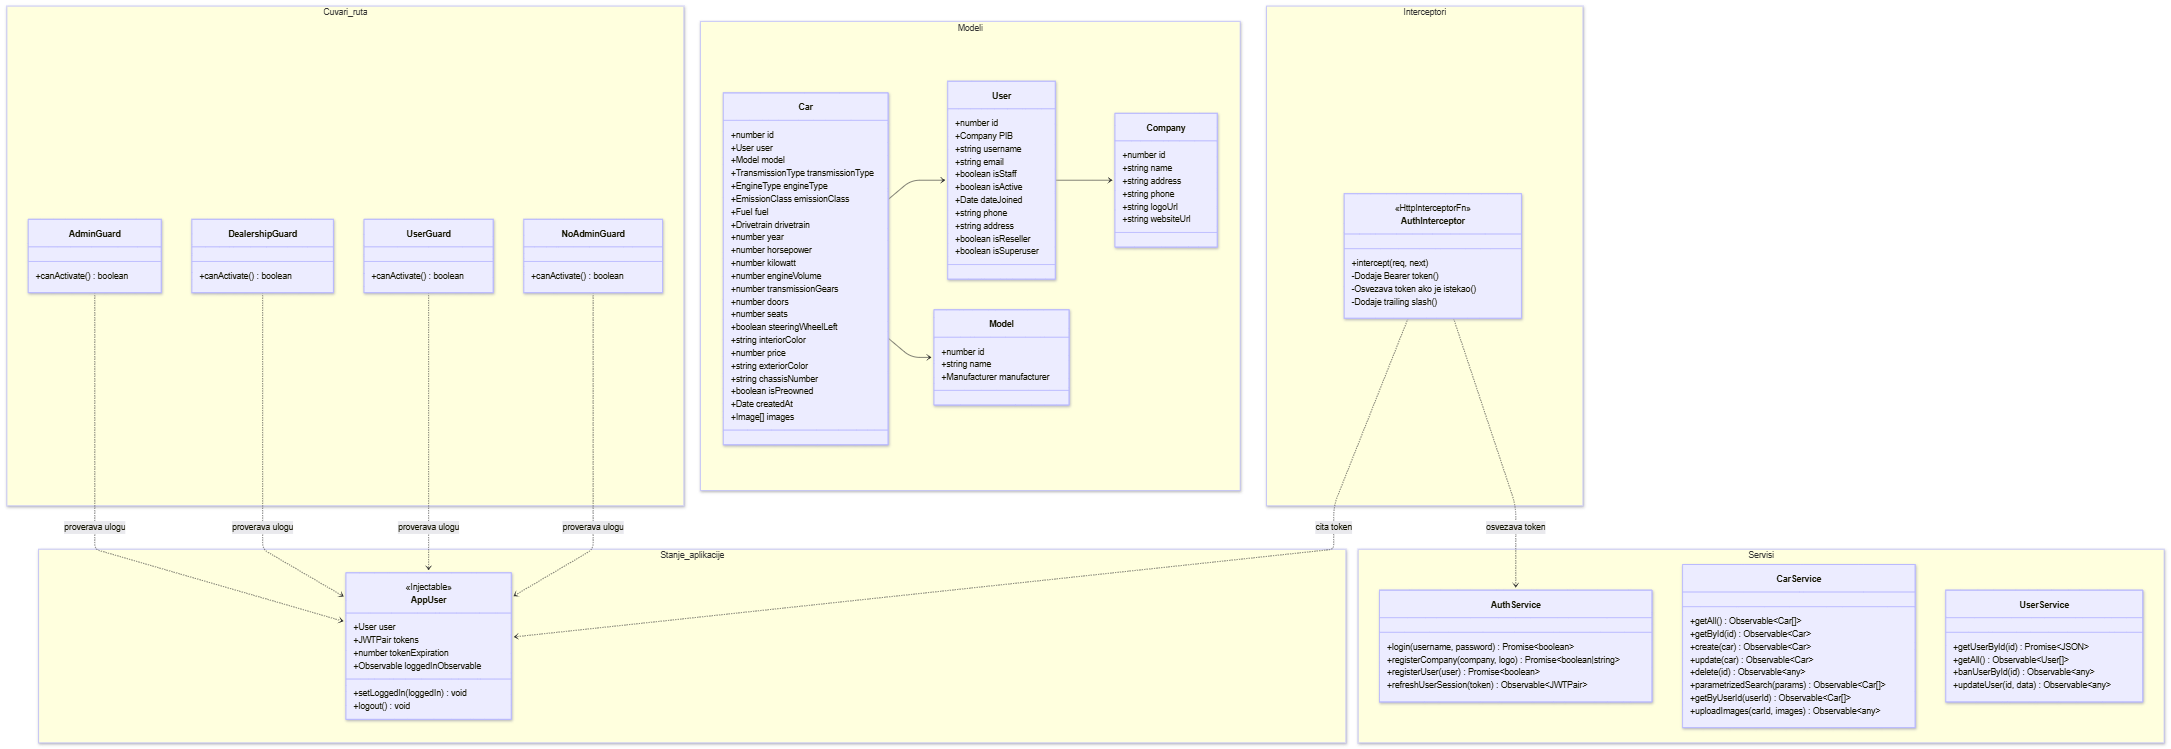 Cuvari_ruta
AdminGuard
+canActivate() : boolean
DealershipGuard
+canActivate() : boolean
UserGuard
+canActivate() : boolean
NoAdminGuard
+canActivate() : boolean
Modeli
Car
+number id
+User user
+Model model
+TransmissionType transmissionType
+EngineType engineType
+EmissionClass emissionClass
+Fuel fuel
+Drivetrain drivetrain
+number year
+number horsepower
+number kilowatt
+number engineVolume
+number transmissionGears
+number doors
+number seats
+boolean steeringWheelLeft
+string interiorColor
+number price
+string exteriorColor
+string chassisNumber
+boolean isPreowned
+Date createdAt
+Image[] images
User
+number id
+Company PIB
+string username
+string email
+boolean isStaff
+boolean isActive
+Date dateJoined
+string phone
+string address
+boolean isReseller
+boolean isSuperuser
Company
+number id
+string name
+string address
+string phone
+string logoUrl
+string websiteUrl
Model
+number id
+string name
+Manufacturer manufacturer
Interceptori
«HttpInterceptorFn»
AuthInterceptor
+intercept(req, next)
-Dodaje Bearer token()
-Osvezava token ako je istekao()
-Dodaje trailing slash()
proverava ulogu
proverava ulogu
proverava ulogu
proverava ulogu
cita token
osvezava token
Stanje_aplikacije
«Injectable»
AppUser
+User user
+JWTPair tokens
+number tokenExpiration
+Observable loggedInObservable
+setLoggedIn(loggedIn) : void
+logout() : void
Servisi
AuthService
+login(username, password) : Promise<boolean>
+registerCompany(company, logo) : Promise<boolean|string>
+registerUser(user) : Promise<boolean>
+refreshUserSession(token) : Observable<JWTPair>
CarService
+getAll() : Observable<Car[]>
+getById(id) : Observable<Car>
+create(car) : Observable<Car>
+update(car) : Observable<Car>
+delete(id) : Observable<any>
+parametrizedSearch(params) : Observable<Car[]>
+getByUserId(userId) : Observable<Car[]>
+uploadImages(carId, images) : Observable<any>
UserService
+getUserById(id) : Promise<JSON>
+getAll() : Observable<User[]>
+banUserById(id) : Observable<any>
+updateUser(id, data) : Observable<any>